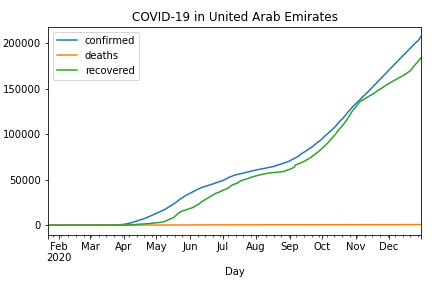 COVID-19 in United Arab Emirates
confirmed
deaths
recovered
200000
150000
100000
50000
0
Feb Mar Apr May Jun Jul Aug Sep Oct Nov Dec
2020
Day